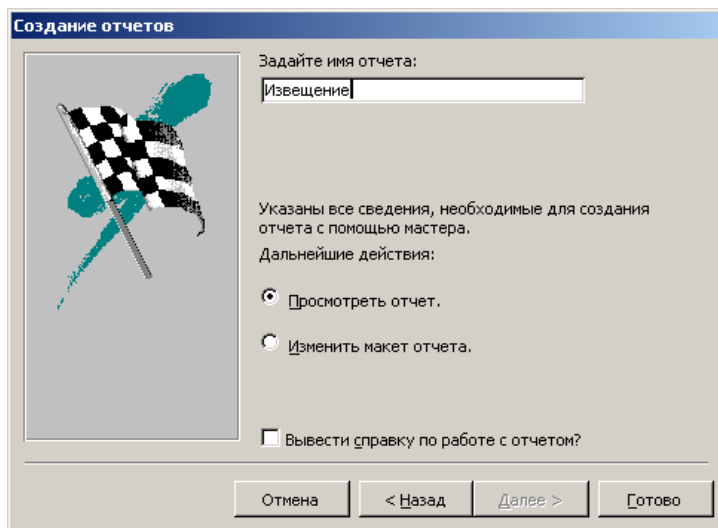 Создание отчетов
Задайте имя отчета:
Извещение
Указаны все сведения, необходимые для создания
отчета с помощью мастера.
Дальнейшие действия:
Просмотреть отчет.
Изменить макет отчета.
Вывести справку по работе с отчетом?
Отмена
< Назад
Далее >
Готово